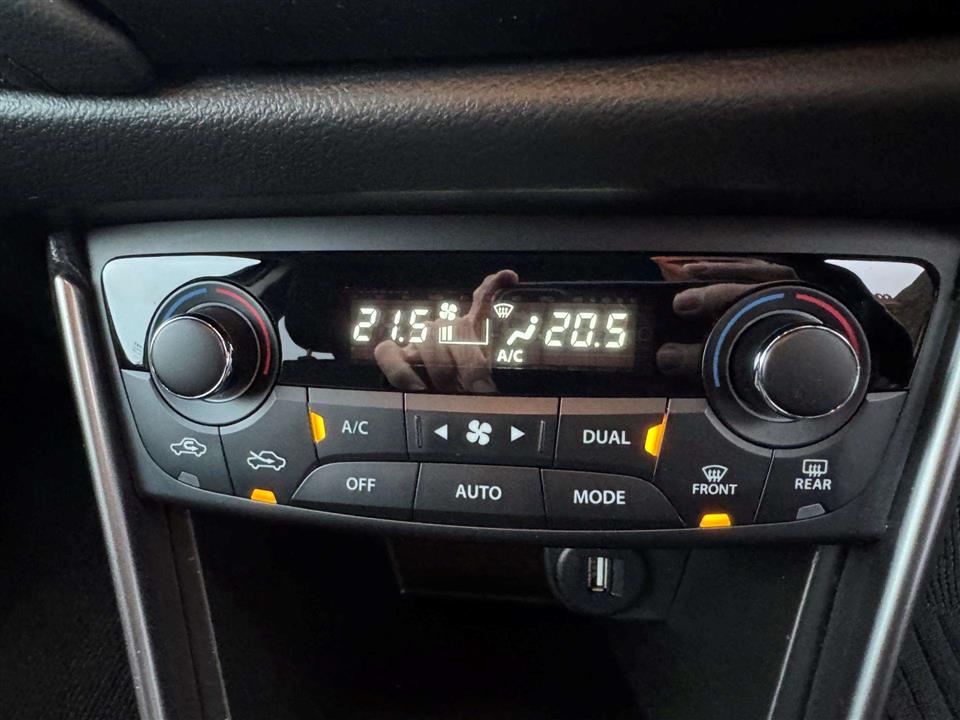 21.5
20.5
A/C
A/C
DUAL
OFF
AUTO
MODE
FRONT
REAR